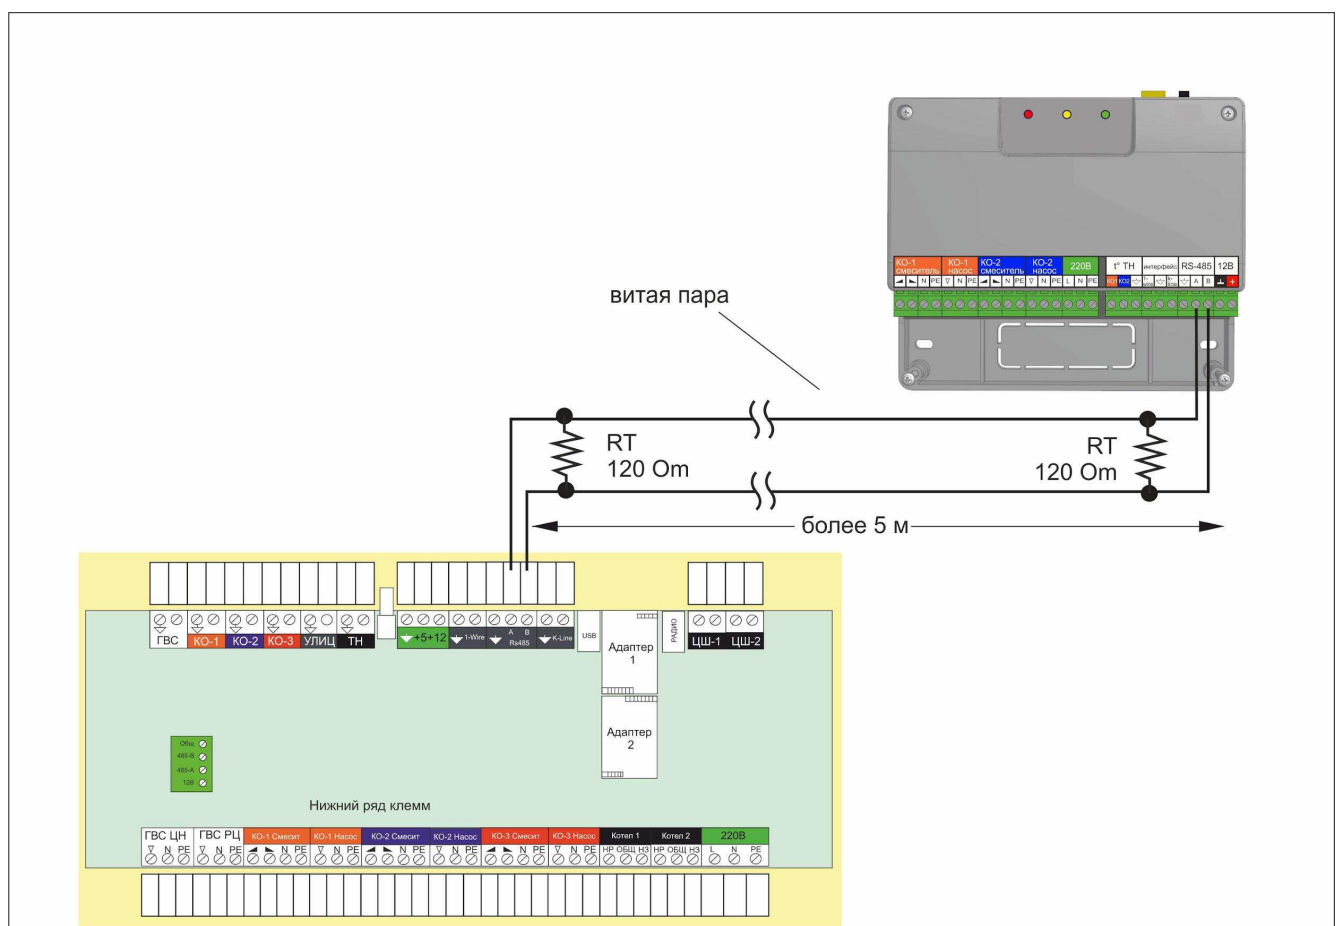 КО-1 смеситель
КО-1 насос
КО-2 смеситель
КО-2 насос
220В
t° ТН
интерфейс
RS-485
12В
N PE
N PE
N PE
N PE
L N PE
КО1 КО2
A B
+
витая пара
RT
120 Om
RT
120 Om
более 5 м
ГВС
КО-1
КО-2
КО-3
УЛИЦ
ТН
+5+12
1-Wire
A B
Rs485
K-Line
USB
Адаптер
1
РАДИО
ЦШ-1
ЦШ-2
Адаптер
2
Общ
485-B
485-A
12В
Нижний ряд клемм
ГВС ЦН
ГВС РЦ
КО-1 Смесит
КО-1 Насос
КО-2 Смесит
КО-2 Насос
КО-3 Смесит
КО-3 Насос
Котел 1
Котел 2
220В
N PE
N PE
N PE
N PE
N PE
N PE
N PE
N PE
НР ОБЩ НЗ
НР ОБЩ НЗ
L N PE